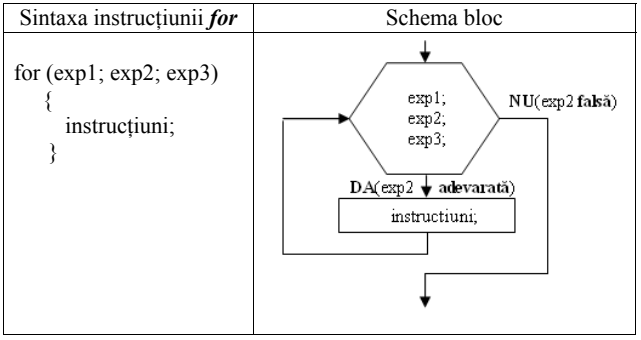 Sintaxa instrucțiunii for
Schema bloc
for (exp1; exp2; exp3)
{
instrucțiuni;
}
exp1;
exp2;
exp3;
NU(exp2 falsă)
DA(exp2 adevarată)
instructiuni;